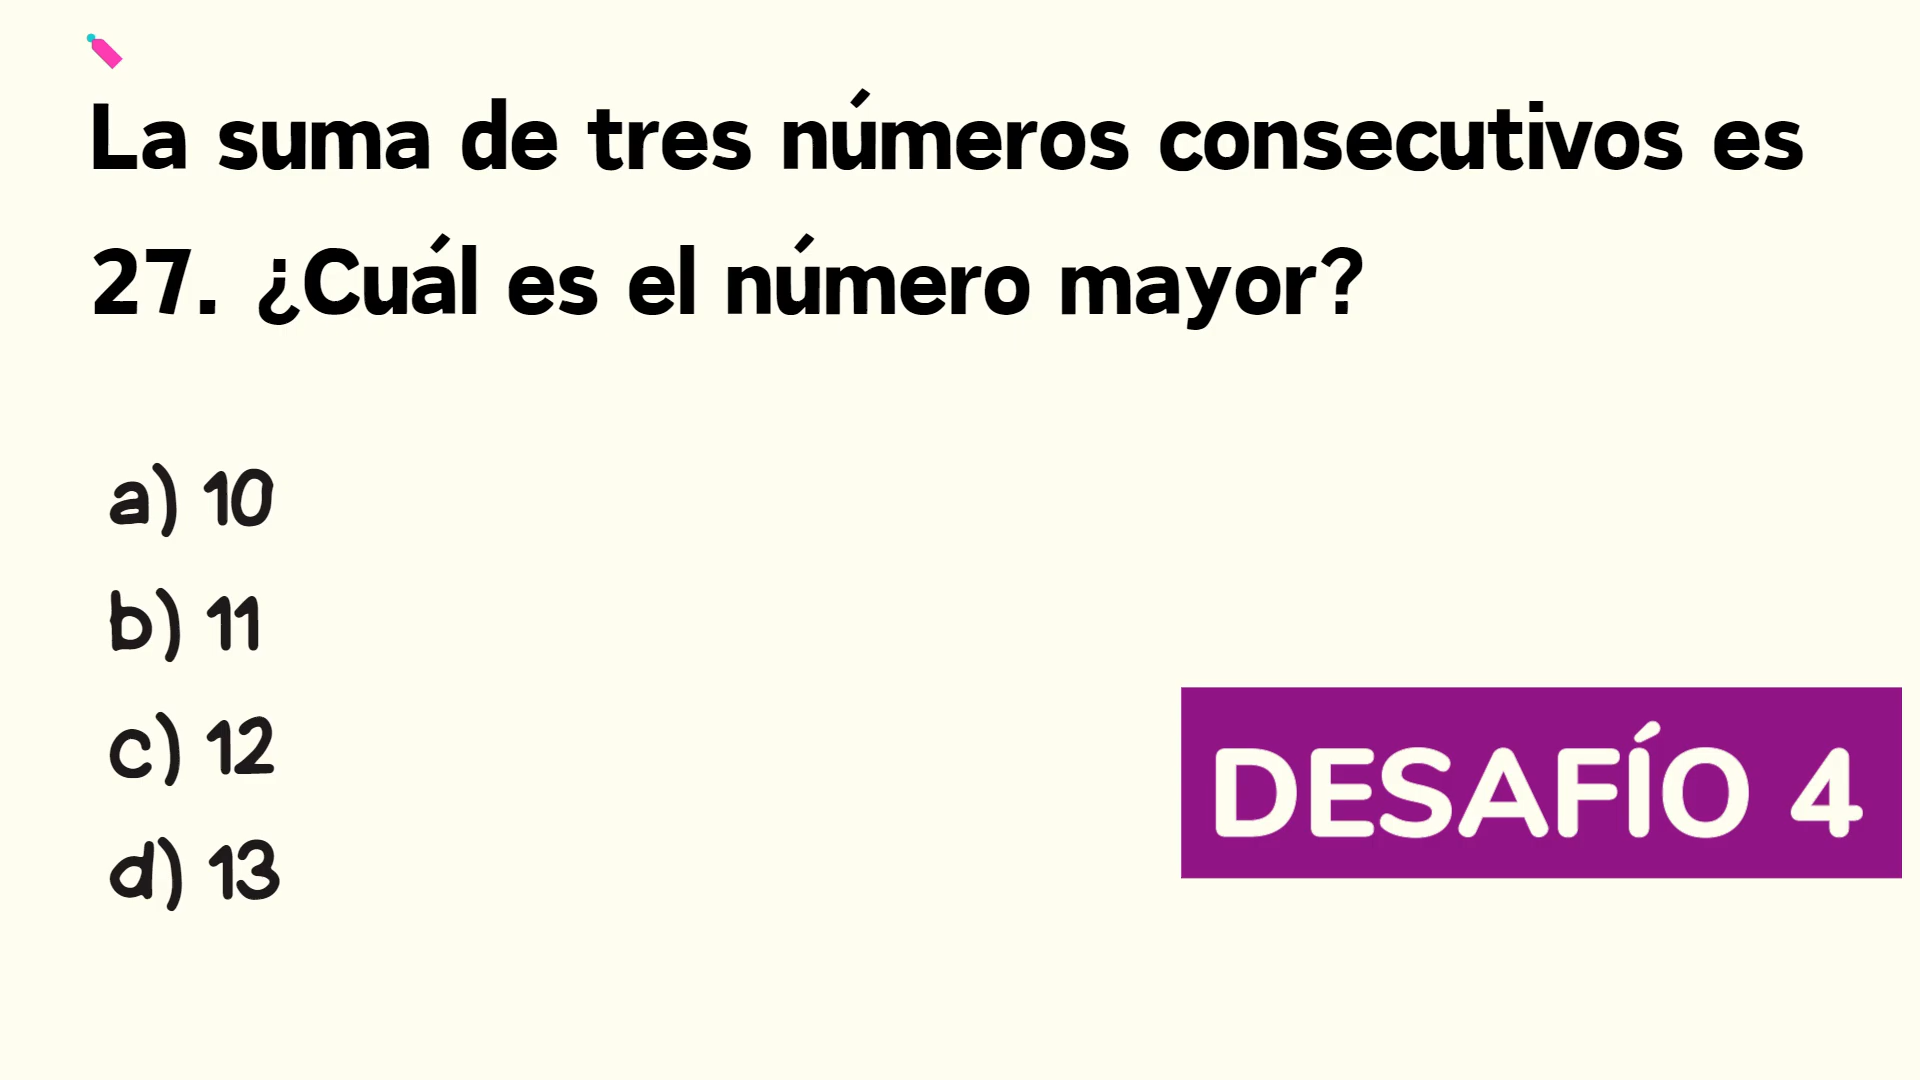 La suma de tres números consecutivos es
27. ¿Cuál es el número mayor?
a) 10
b) 11
c) 12
d) 13
DESAFÍO 4